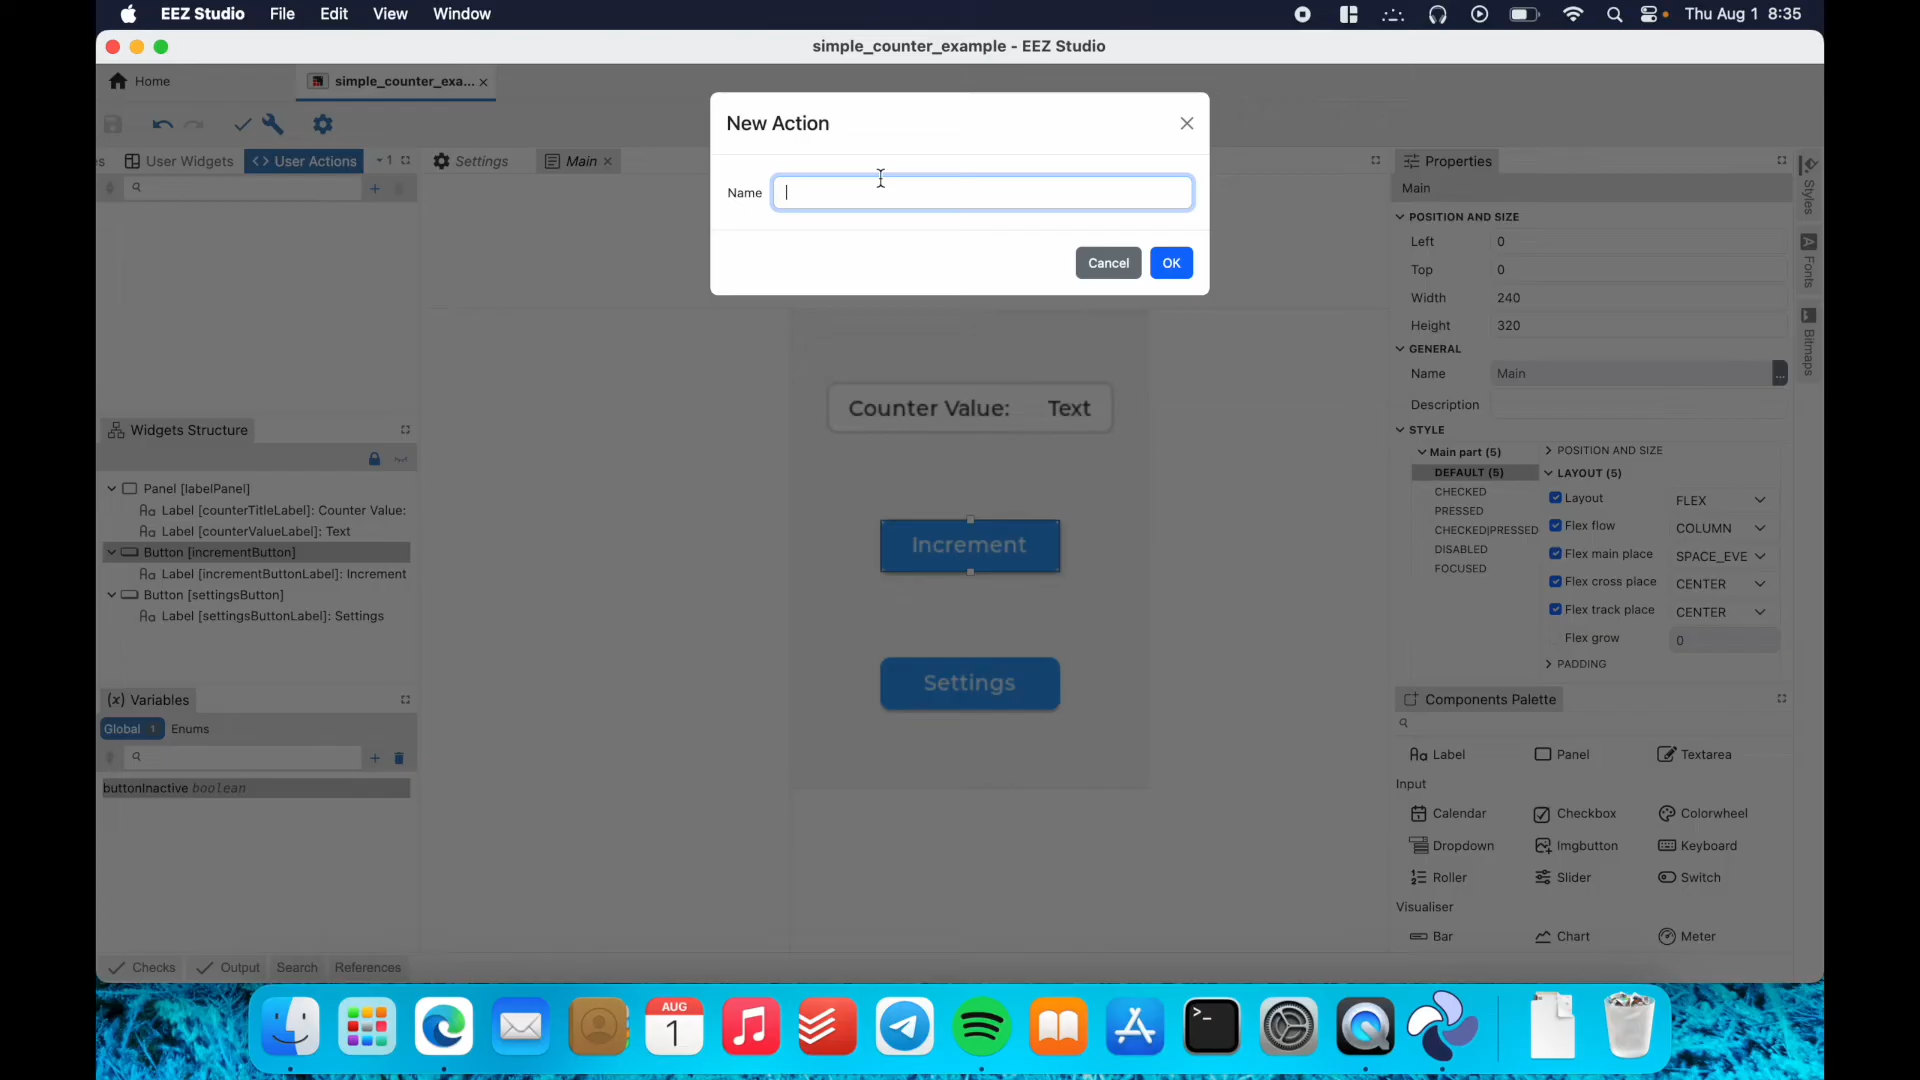 EEZ Studio File Edit View Window Thu Aug 1 8:35
simple_counter_example - EEZ Studio
Home simple_counter_exa...
New Action
User Widgets <> User Actions 1 Settings Main Properties
Name Main
Styles
POSITION AND SIZE
Left 0
Cancel OK
Top 0
Fonts
Width 240
Height 320
Bitmaps
GENERAL
Name Main ...
Description
Counter Value: Text
Widgets Structure
STYLE
Main part (5) POSITION AND SIZE
DEFAULT (5) LAYOUT (5)
Panel [labelPanel] CHECKED Layout FLEX
Label [counterTitleLabel]: Counter Value: PRESSED
Label [counterValueLabel]: Text CHECKED|PRESSED Flex flow COLUMN
Button [incrementButton] Increment DISABLED Flex main place SPACE_EVE
Label [incrementButtonLabel]: Increment FOCUSED Flex cross place CENTER
Button [settingsButton]
Label [settingsButtonLabel]: Settings Flex track place CENTER
Flex grow 0
PADDING
Settings
(x) Variables Components Palette
Global 1 Enums
Label Panel Textarea
buttonInactive boolean Input
Calendar Checkbox Colorwheel
Dropdown Imgbutton Keyboard
Roller Slider Switch
Visualiser
Bar Chart Meter
Checks Output Search References
AUG
1